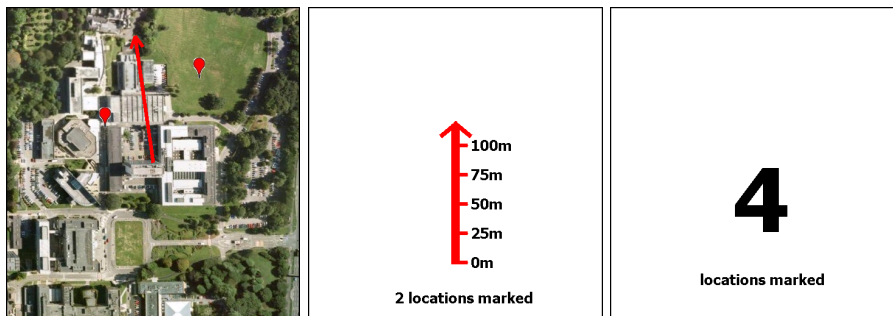 100m
75m
50m
25m
0m
2 locations marked
4
locations marked